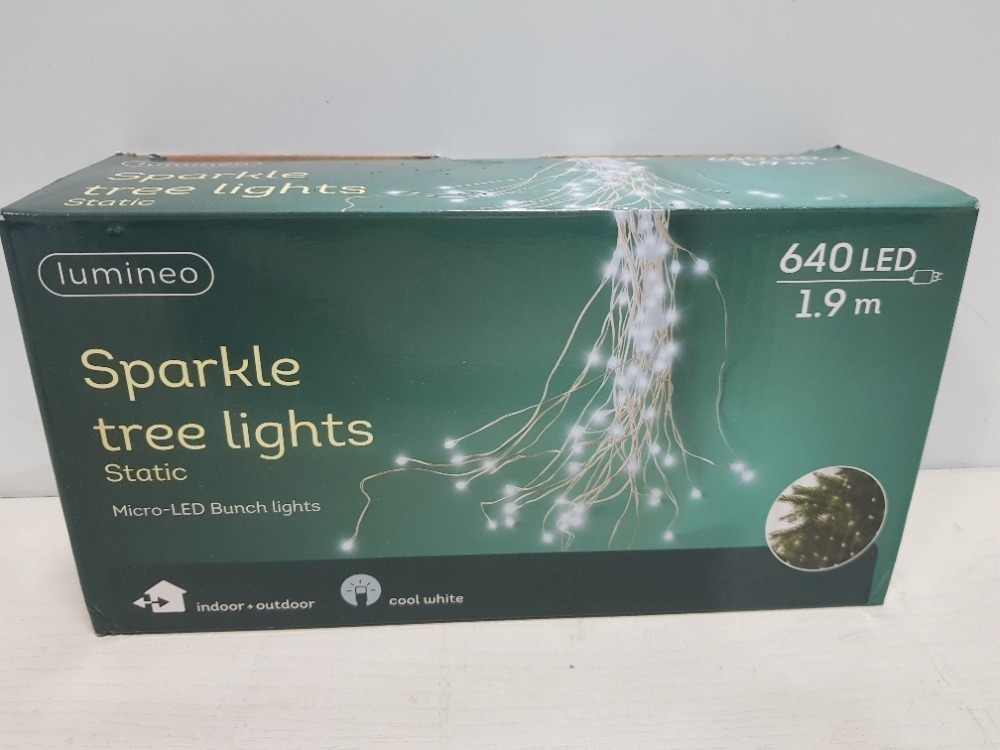 Sparkle
tree lights
Static
lumineo
640 LED
1.9 m
Sparkle
tree lights
Static
Micro-LED Bunch lights
indoor + outdoor
cool white